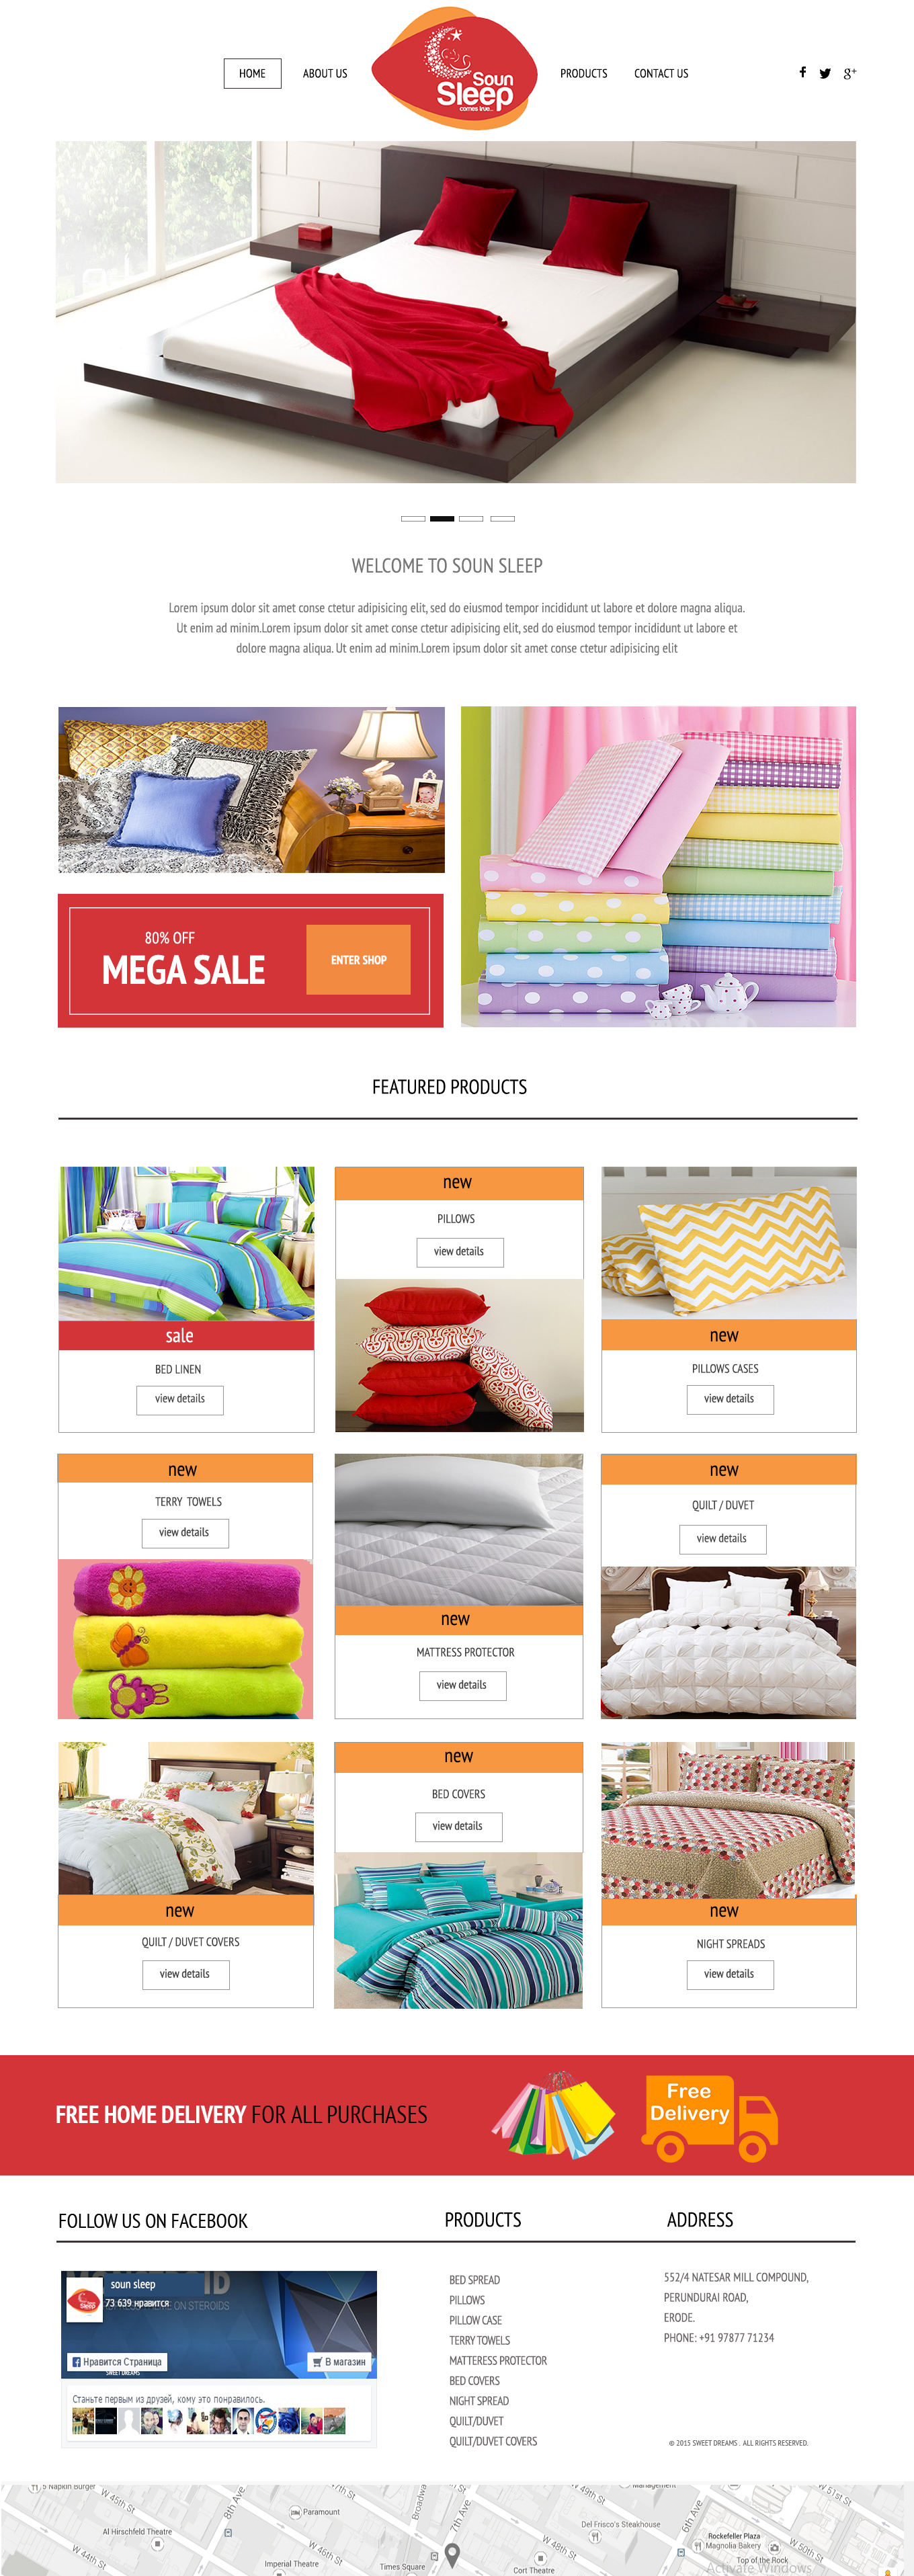 HOME
ABOUT US
Soun
Sleep
comes true..
PRODUCTS
CONTACT US
g+
WELCOME TO SOUN SLEEP
Lorem ipsum dolor sit amet conse ctetur adipisicing elit, sed do eiusmod tempor incididunt ut labore et dolore magna aliqua.
Ut enim ad minim.Lorem ipsum dolor sit amet conse ctetur adipisicing elit, sed do eiusmod tempor incididunt ut labore et
dolore magna aliqua. Ut enim ad minim.Lorem ipsum dolor sit amet conse ctetur adipisicing elit
80% OFF
MEGA SALE
ENTER SHOP
FEATURED PRODUCTS
sale
BED LINEN
view details
new
PILLOWS
view details
new
PILLOWS CASES
view details
new
TERRY TOWELS
view details
new
MATTRESS PROTECTOR
view details
new
QUILT / DUVET
view details
new
QUILT / DUVET COVERS
view details
new
BED COVERS
view details
new
NIGHT SPREADS
view details
FREE HOME DELIVERY FOR ALL PURCHASES
Free
Delivery
FOLLOW US ON FACEBOOK
soun sleep
73 639 нравится
ON STEROIDS
Нравится Страница
В магазин
SWEET DREAMS
Станьте первым из друзей, кому это понравилось.
PRODUCTS
BED SPREAD
PILLOWS
PILLOW CASE
TERRY TOWELS
MATTERESS PROTECTOR
BED COVERS
NIGHT SPREAD
QUILT/DUVET
QUILT/DUVET COVERS
ADDRESS
552/4 NATESAR MILL COMPOUND,
PERUNDURAI ROAD,
ERODE.
PHONE: +91 97877 71234
© 2015 SWEET DREAMS . ALL RIGHTS RESERVED.
Napkin Burger
W 45th St
8th Ave
Paramount
Al Hirschfeld Theatre
W 44th St
Imperial Theatre
W 46th St
Times Square
7th Ave
W 49th St
Del Frisco's Steakhouse
W 48th St
Cort Theatre
6th Ave
W 51st St
Rockefeller Plaza
Magnolia Bakery
W 50th St
Top of the Rock
Activate Windows